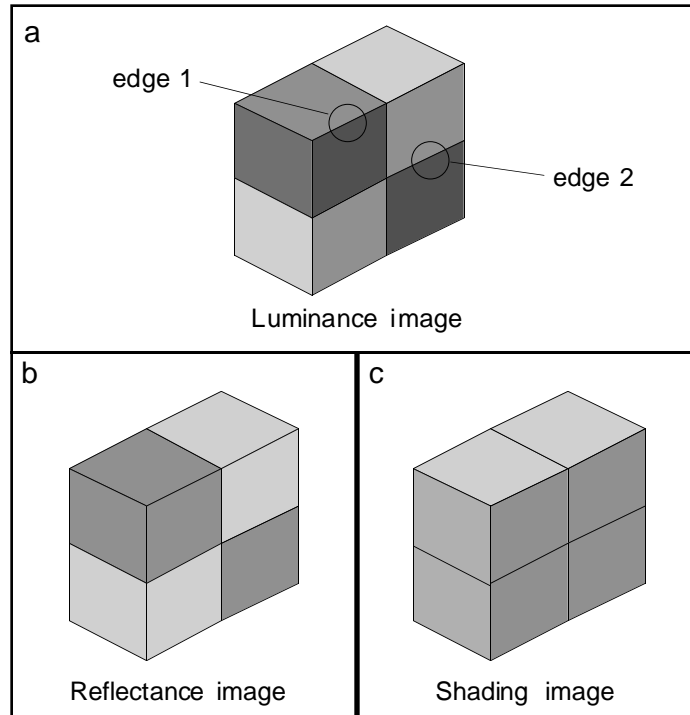 a
edge 1
edge 2
Luminance image
b
Reflectance image
c
Shading image